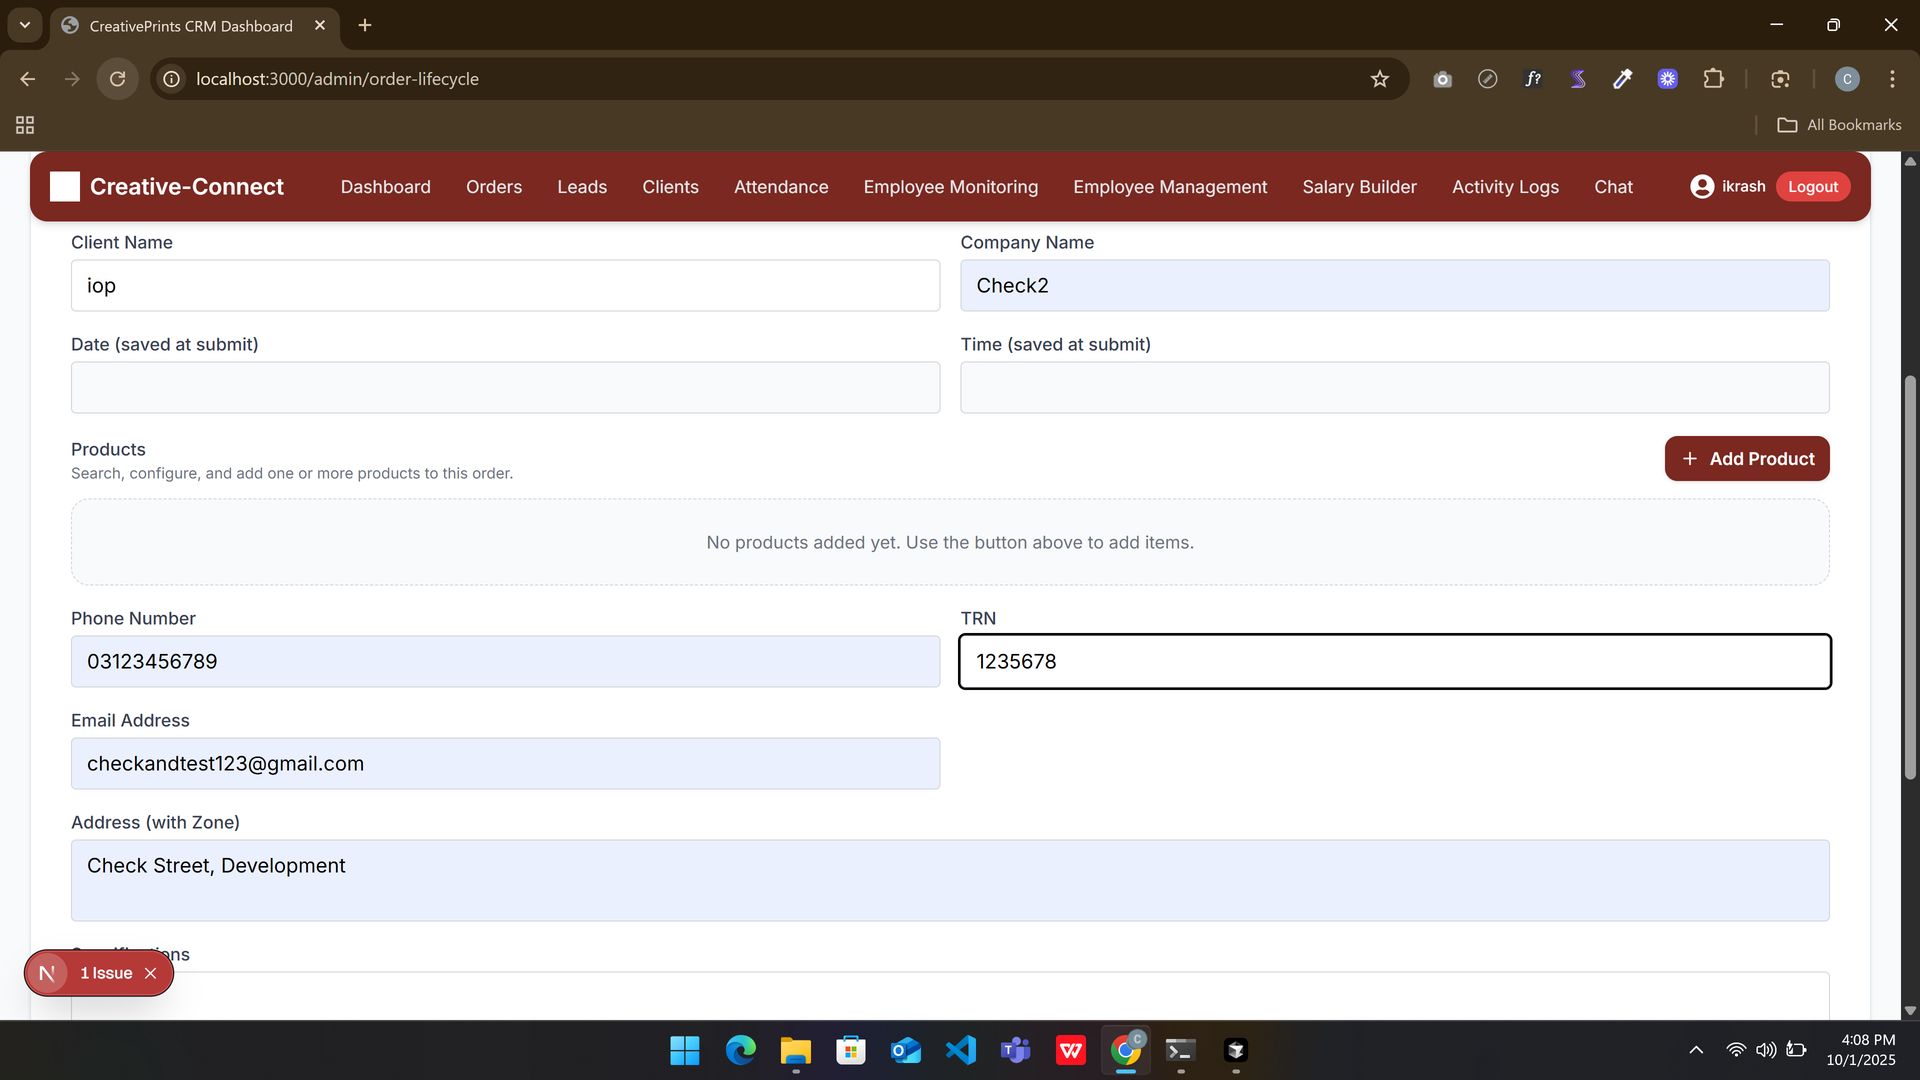 CreativePrints CRM Dashboard
localhost:3000/admin/order-lifecycle
f?
C
All Bookmarks
Creative-Connect
Dashboard
Orders
Leads
Clients
Attendance
Employee Monitoring
Employee Management
Salary Builder
Activity Logs
Chat
ikrash
Logout
Client Name
Company Name
iop
Check2
Date (saved at submit)
Time (saved at submit)
Products
Search, configure, and add one or more products to this order.
+ Add Product
No products added yet. Use the button above to add items.
Phone Number
TRN
03123456789
1235678
Email Address
checkandtest123@gmail.com
Address (with Zone)
Check Street, Development
N 1 Issue
4:08 PM
10/1/2025